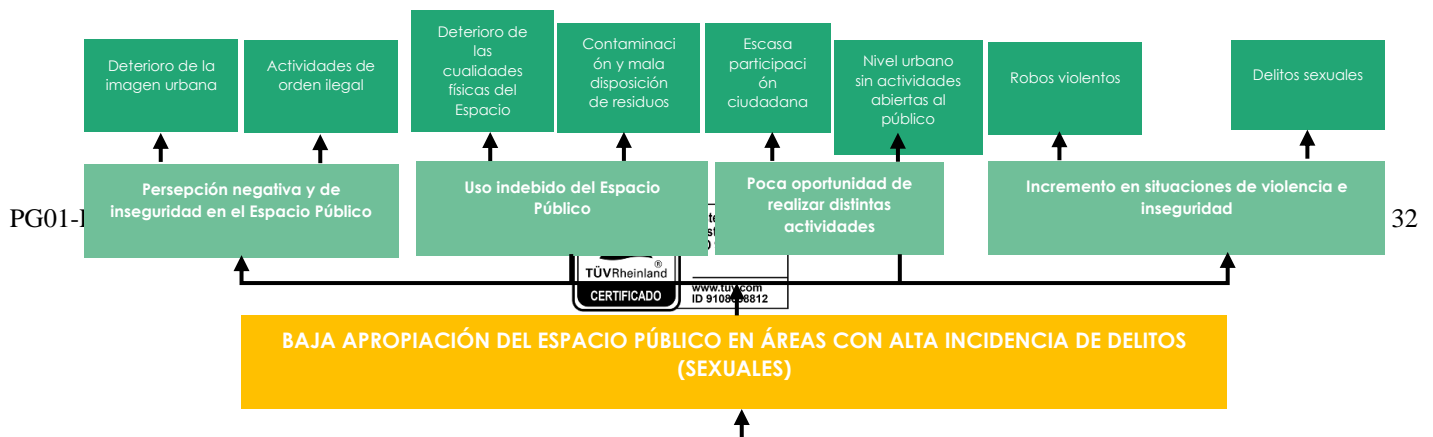 Deterioro de la
imagen urbana
Actividades de
orden ilegal
Deterioro de
las
cualidades
físicas del
Espacio
Contaminaci
ón y mala
disposición
de residuos
Escasa
participaci
ón
ciudadana
Nivel urbano
sin actividades
abiertas al
público
Robos violentos
Delitos sexuales
Persepción negativa y de
inseguridad en el Espacio Público
Uso indebido del Espacio
Público
Poca oportunidad de
realizar distintas
actividades
Incremento en situaciones de violencia e
inseguridad
PG01-
32
TÜVRheinland
®
CERTIFICADO
www.tuv.com
BAJA APROPIACIÓN DEL ESPACIO PÚBLICO EN ÁREAS CON ALTA INCIDENCIA DE DELITOS
(SEXUALES)